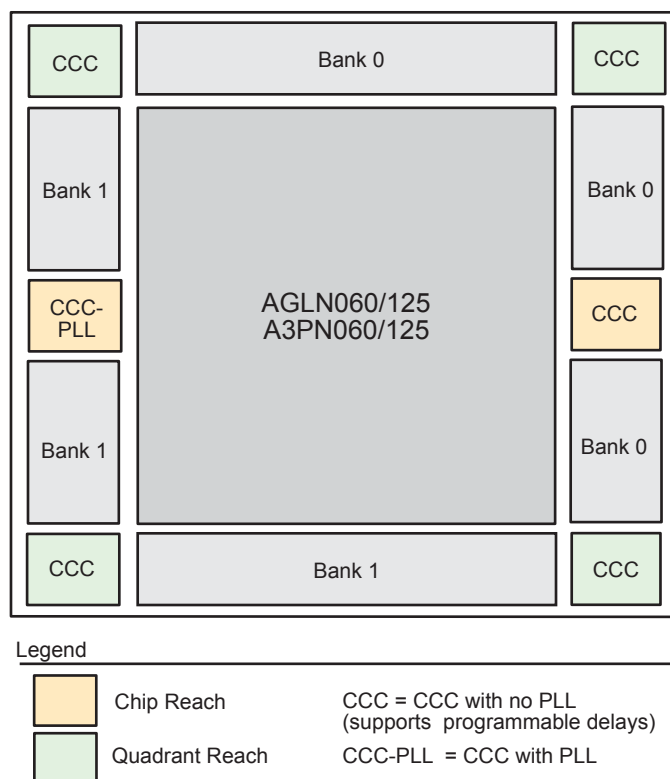 CCC
Bank 0
CCC
Bank 1
Bank 0
CCC-
PLL
AGLN060/125
A3PN060/125
CCC
Bank 1
Bank 0
CCC
Bank 1
CCC
Legend
Chip Reach
CCC = CCC with no PLL
(supports programmable delays)
Quadrant Reach
CCC-PLL = CCC with PLL